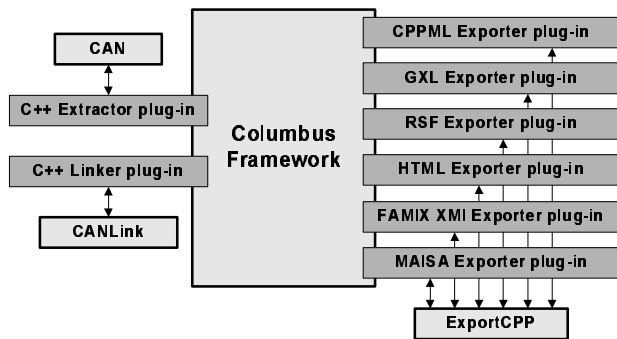 CAN
C++ Extractor plug-in
C++ Linker plug-in
CANLink
Columbus
Framework
CPPML Exporter plug-in
GXL Exporter plug-in
RSF Exporter plug-in
HTML Exporter plug-in
FAMIX XMI Exporter plug-in
MAISA Exporter plug-in
ExportCPP